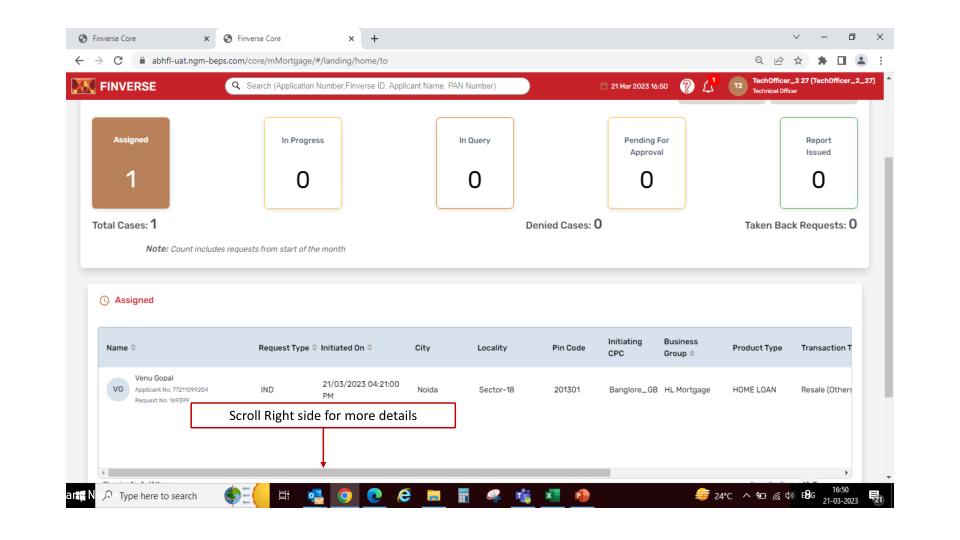 Finverse Core
Finverse Core
abhfl-uat.ngm-beps.com/core/mMortgage/#/landing/home/to
FINVERSE
Search (Application Number,Finverse ID, Applicant Name, PAN Number)
21 Mar 2023 16:50
1
T2
TechOfficer_2 27 (TechOfficer_2_27)
Technical Officer
Assigned
1
In Progress
0
In Query
0
Pending For
Approval
0
Report
Issued
0
Total Cases: 1
Denied Cases: 0
Taken Back Requests: 0
Note: Count includes requests from start of the month
Assigned
Name
Request Type
Initiated On
City
Locality
Pin Code
Initiating
CPC
Business
Group
Product Type
Transaction T
VG
Venu Gopal
Applicant No: 77211099204
Request No: 169399
IND
21/03/2023 04:21:00
PM
Noida
Sector-18
201301
Banglore_GB
HL Mortgage
HOME LOAN
Resale (Others
Scroll Right side for more details
Type here to search
24°C
16:50
21-03-2023
21